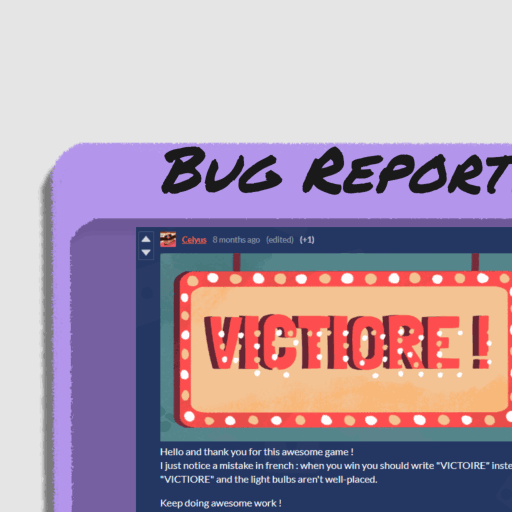 BUG REPORT
Calyus 8 months ago (edited) (+1)
VICTIORE !
Hello and thank you for this awesome game !
I just notice a mistake in french : when you win you should write "VICTOIRE" inste
"VICTIORE" and the light bulbs aren't well-placed.
Keep doing awesome work !